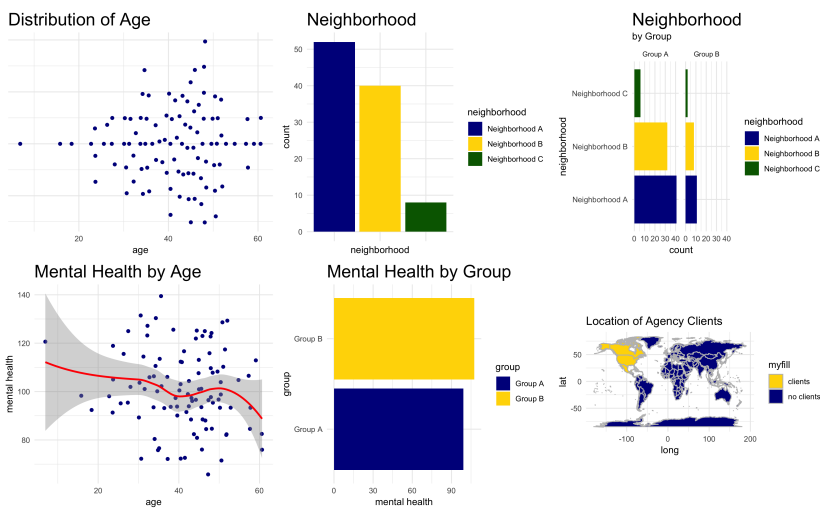 Distribution of Age
20 40 60
age
Neighborhood
50
40
30
20
10
0
count
neighborhood
neighborhood
Neighborhood A
Neighborhood B
Neighborhood C
Neighborhood
by Group
Group A Group B
Neighborhood C
Neighborhood B
Neighborhood A
neighborhood
0 10 20 30 40 0 10 20 30 40
count
neighborhood
Neighborhood A
Neighborhood B
Neighborhood C
Mental Health by Age
140
120
100
80
mental health
20 40 60
age
Mental Health by Group
Group B
Group A
group
0 30 60 90
mental health
group
Group A
Group B
Location of Agency Clients
50
0
-50
lat
-100 0 100 200
long
myfill
clients
no clients